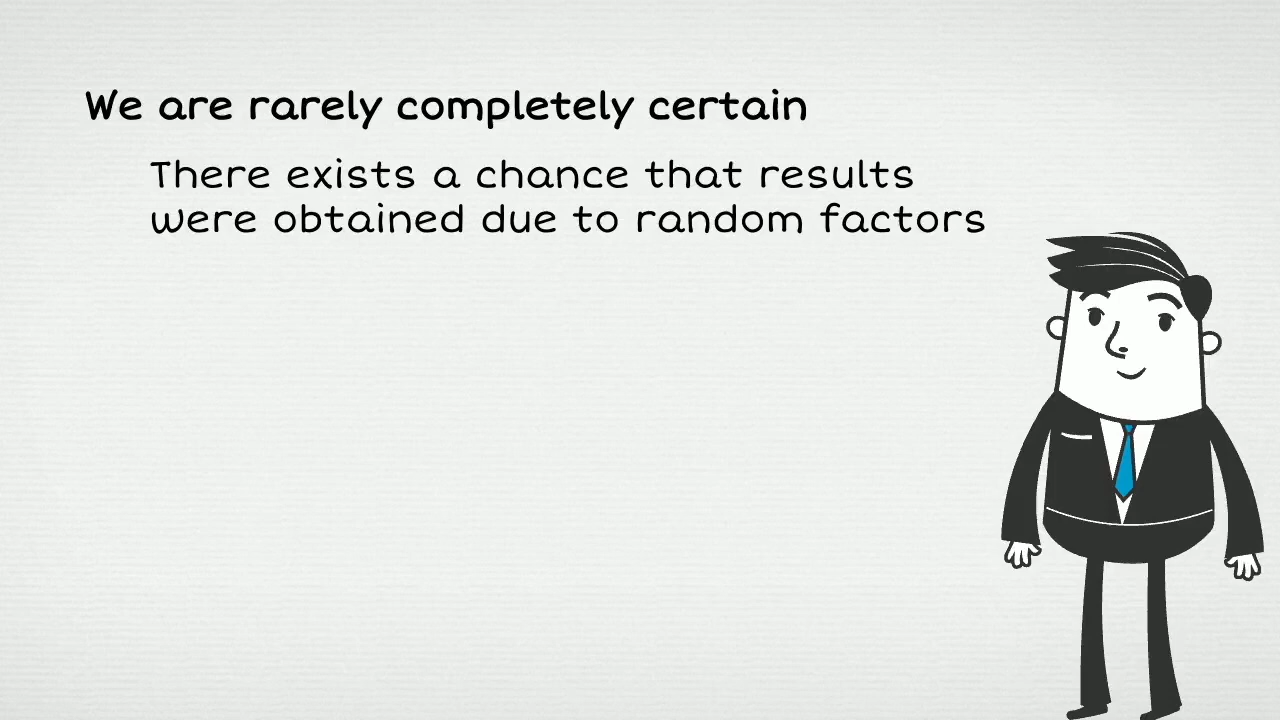 We are rarely completely certain
There exists a chance that results
were obtained due to random factors